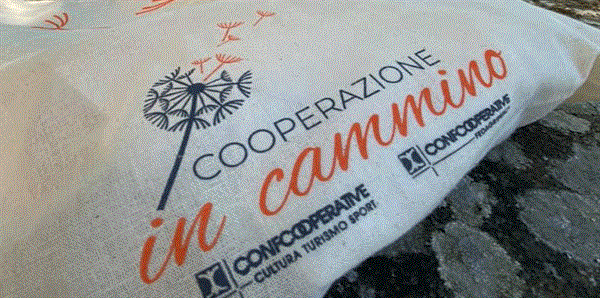 COOPERAZIONE
in cammino
CONFCOOPERATIVE
CULTURA TURISMO SPORT
CONFCOOPERATIVE